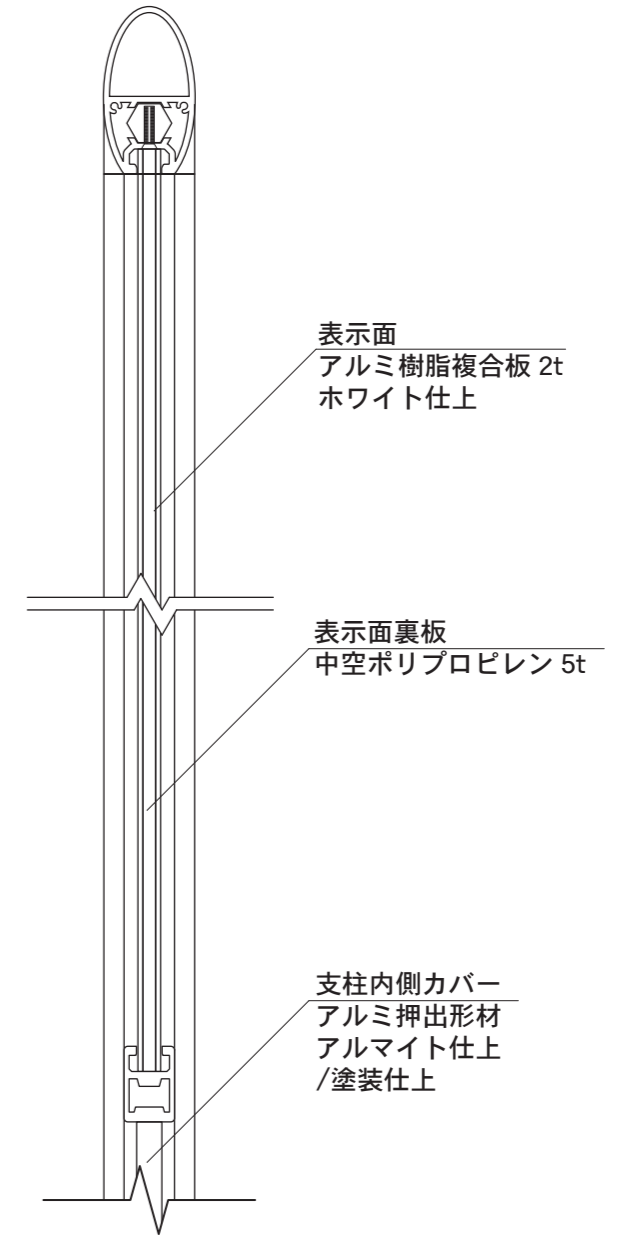 表示面
アルミ樹脂複合板 2t
ホワイト仕上
表示面裏板
中空ポリプロピレン 5t
支柱内側カバー
アルミ押出形材
アルマイト仕上
/塗装仕上